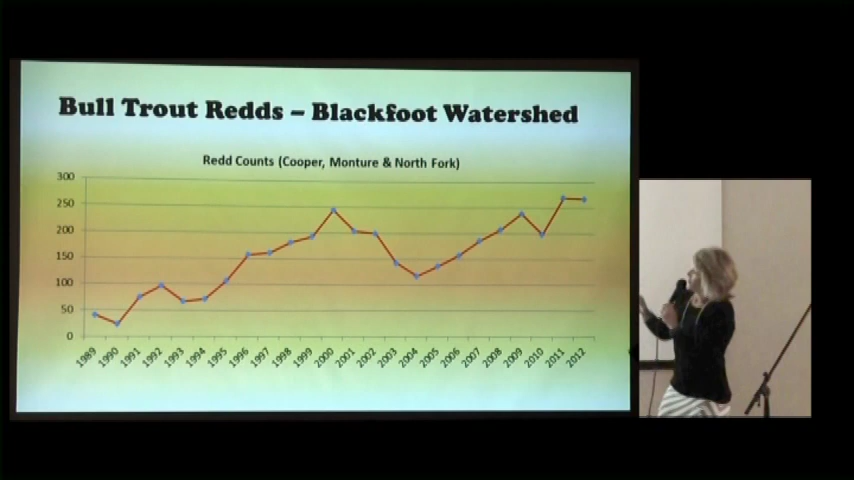 Bull Trout Redds – Blackfoot Watershed
Redd Counts (Cooper, Monture & North Fork)
300
250
200
150
100
50
0
1989 1990 1991 1992 1993 1994 1995 1996 1997 1998 1999 2000 2001 2002 2003 2004 2005 2006 2007 2008 2009 2010 2011 2012